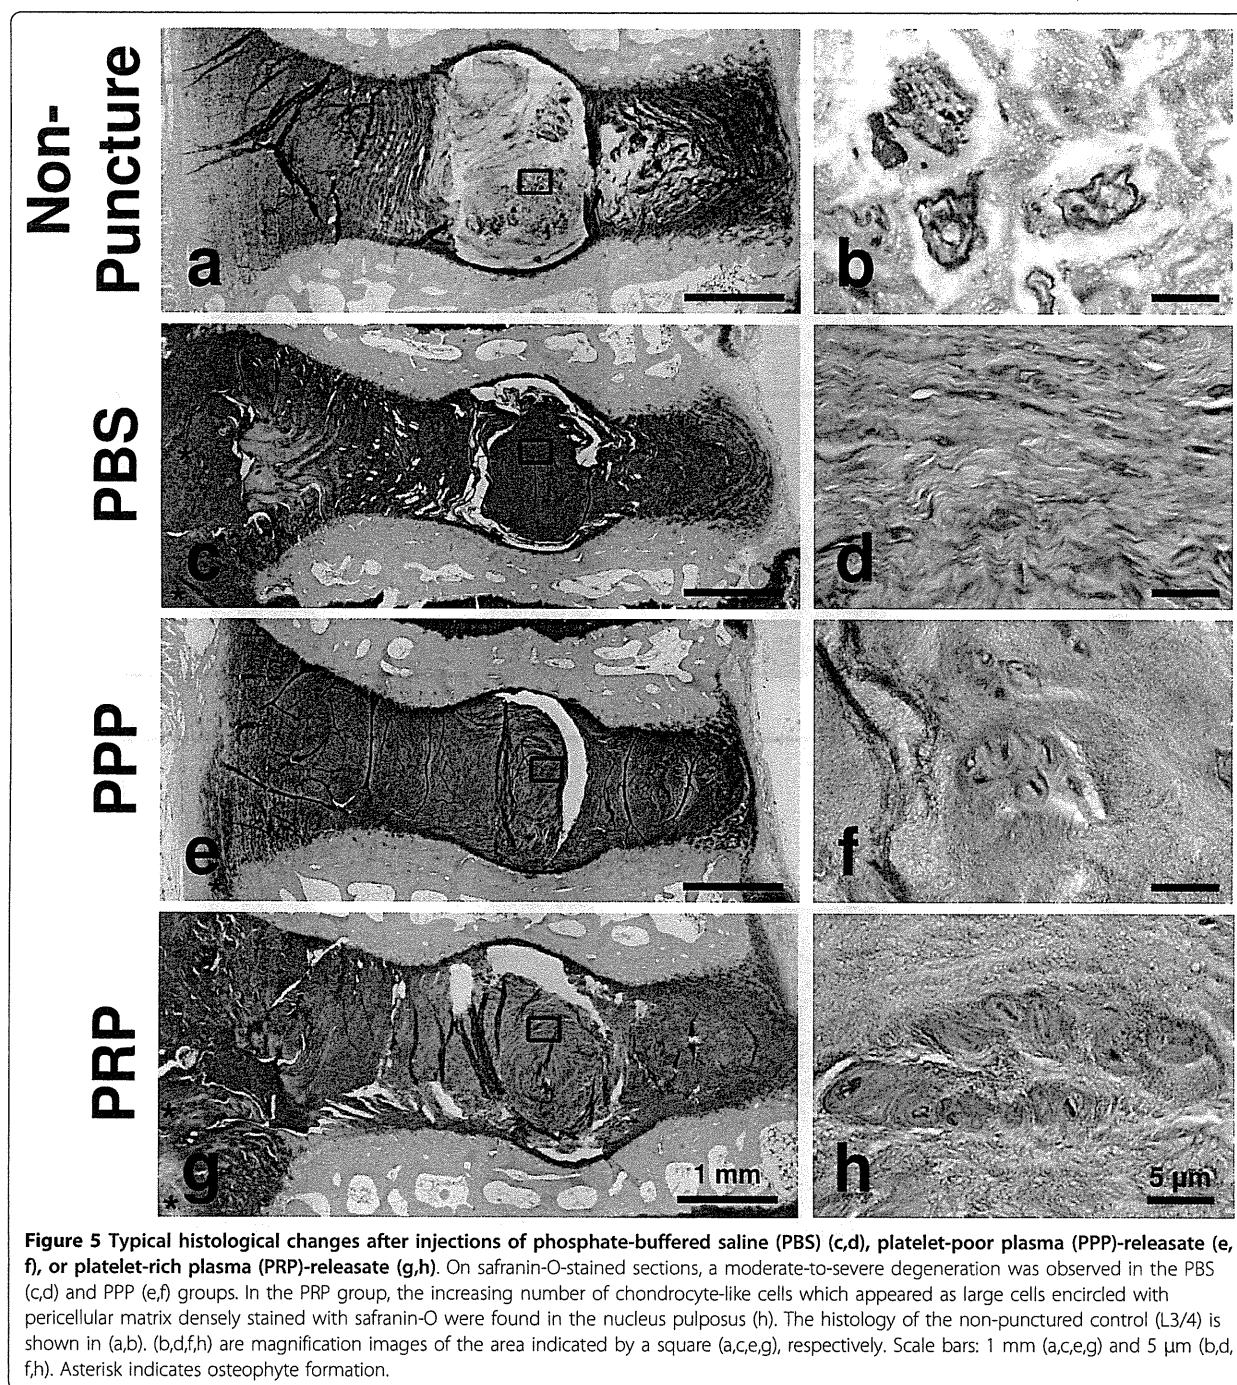 Non-
Puncture
a
b
PBS
c
d
PPP
e
f
PRP
*
g
1 mm
h
5 μm
*
Figure 5 Typical histological changes after injections of phosphate-buffered saline (PBS) (c,d), platelet-poor plasma (PPP)-releasate (e,
f), or platelet-rich plasma (PRP)-releasate (g,h). On safranin-O-stained sections, a moderate-to-severe degeneration was observed in the PBS
(c,d) and PPP (e,f) groups. In the PRP group, the increasing number of chondrocyte-like cells which appeared as large cells encircled with
pericellular matrix densely stained with safranin-O were found in the nucleus pulposus (h). The histology of the non-punctured control (L3/4) is
shown in (a,b). (b,d,f,h) are magnification images of the area indicated by a square (a,c,e,g), respectively. Scale bars: 1 mm (a,c,e,g) and 5 μm (b,d,
f,h). Asterisk indicates osteophyte formation.